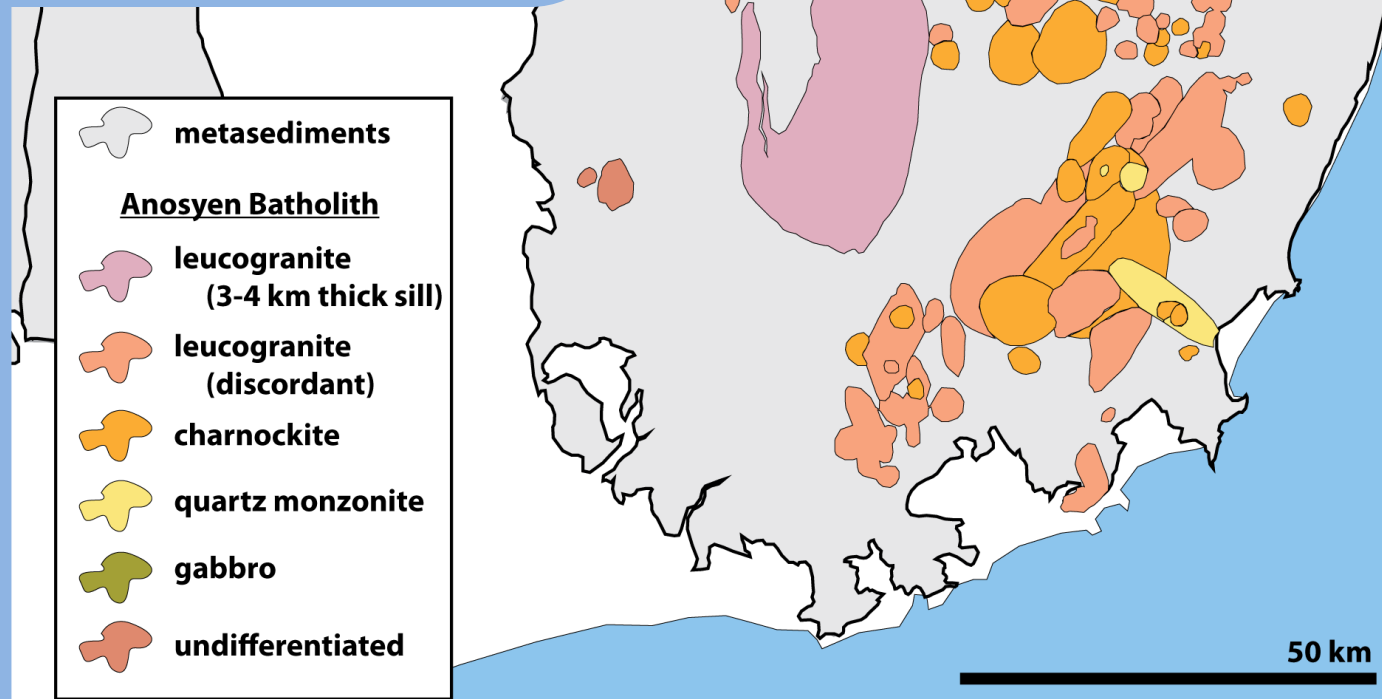 metasediments
Anosyen Batholith
leucogranite
(3-4 km thick sill)
leucogranite
(discordant)
charnockite
quartz monzonite
gabbro
undifferentiated
50 km